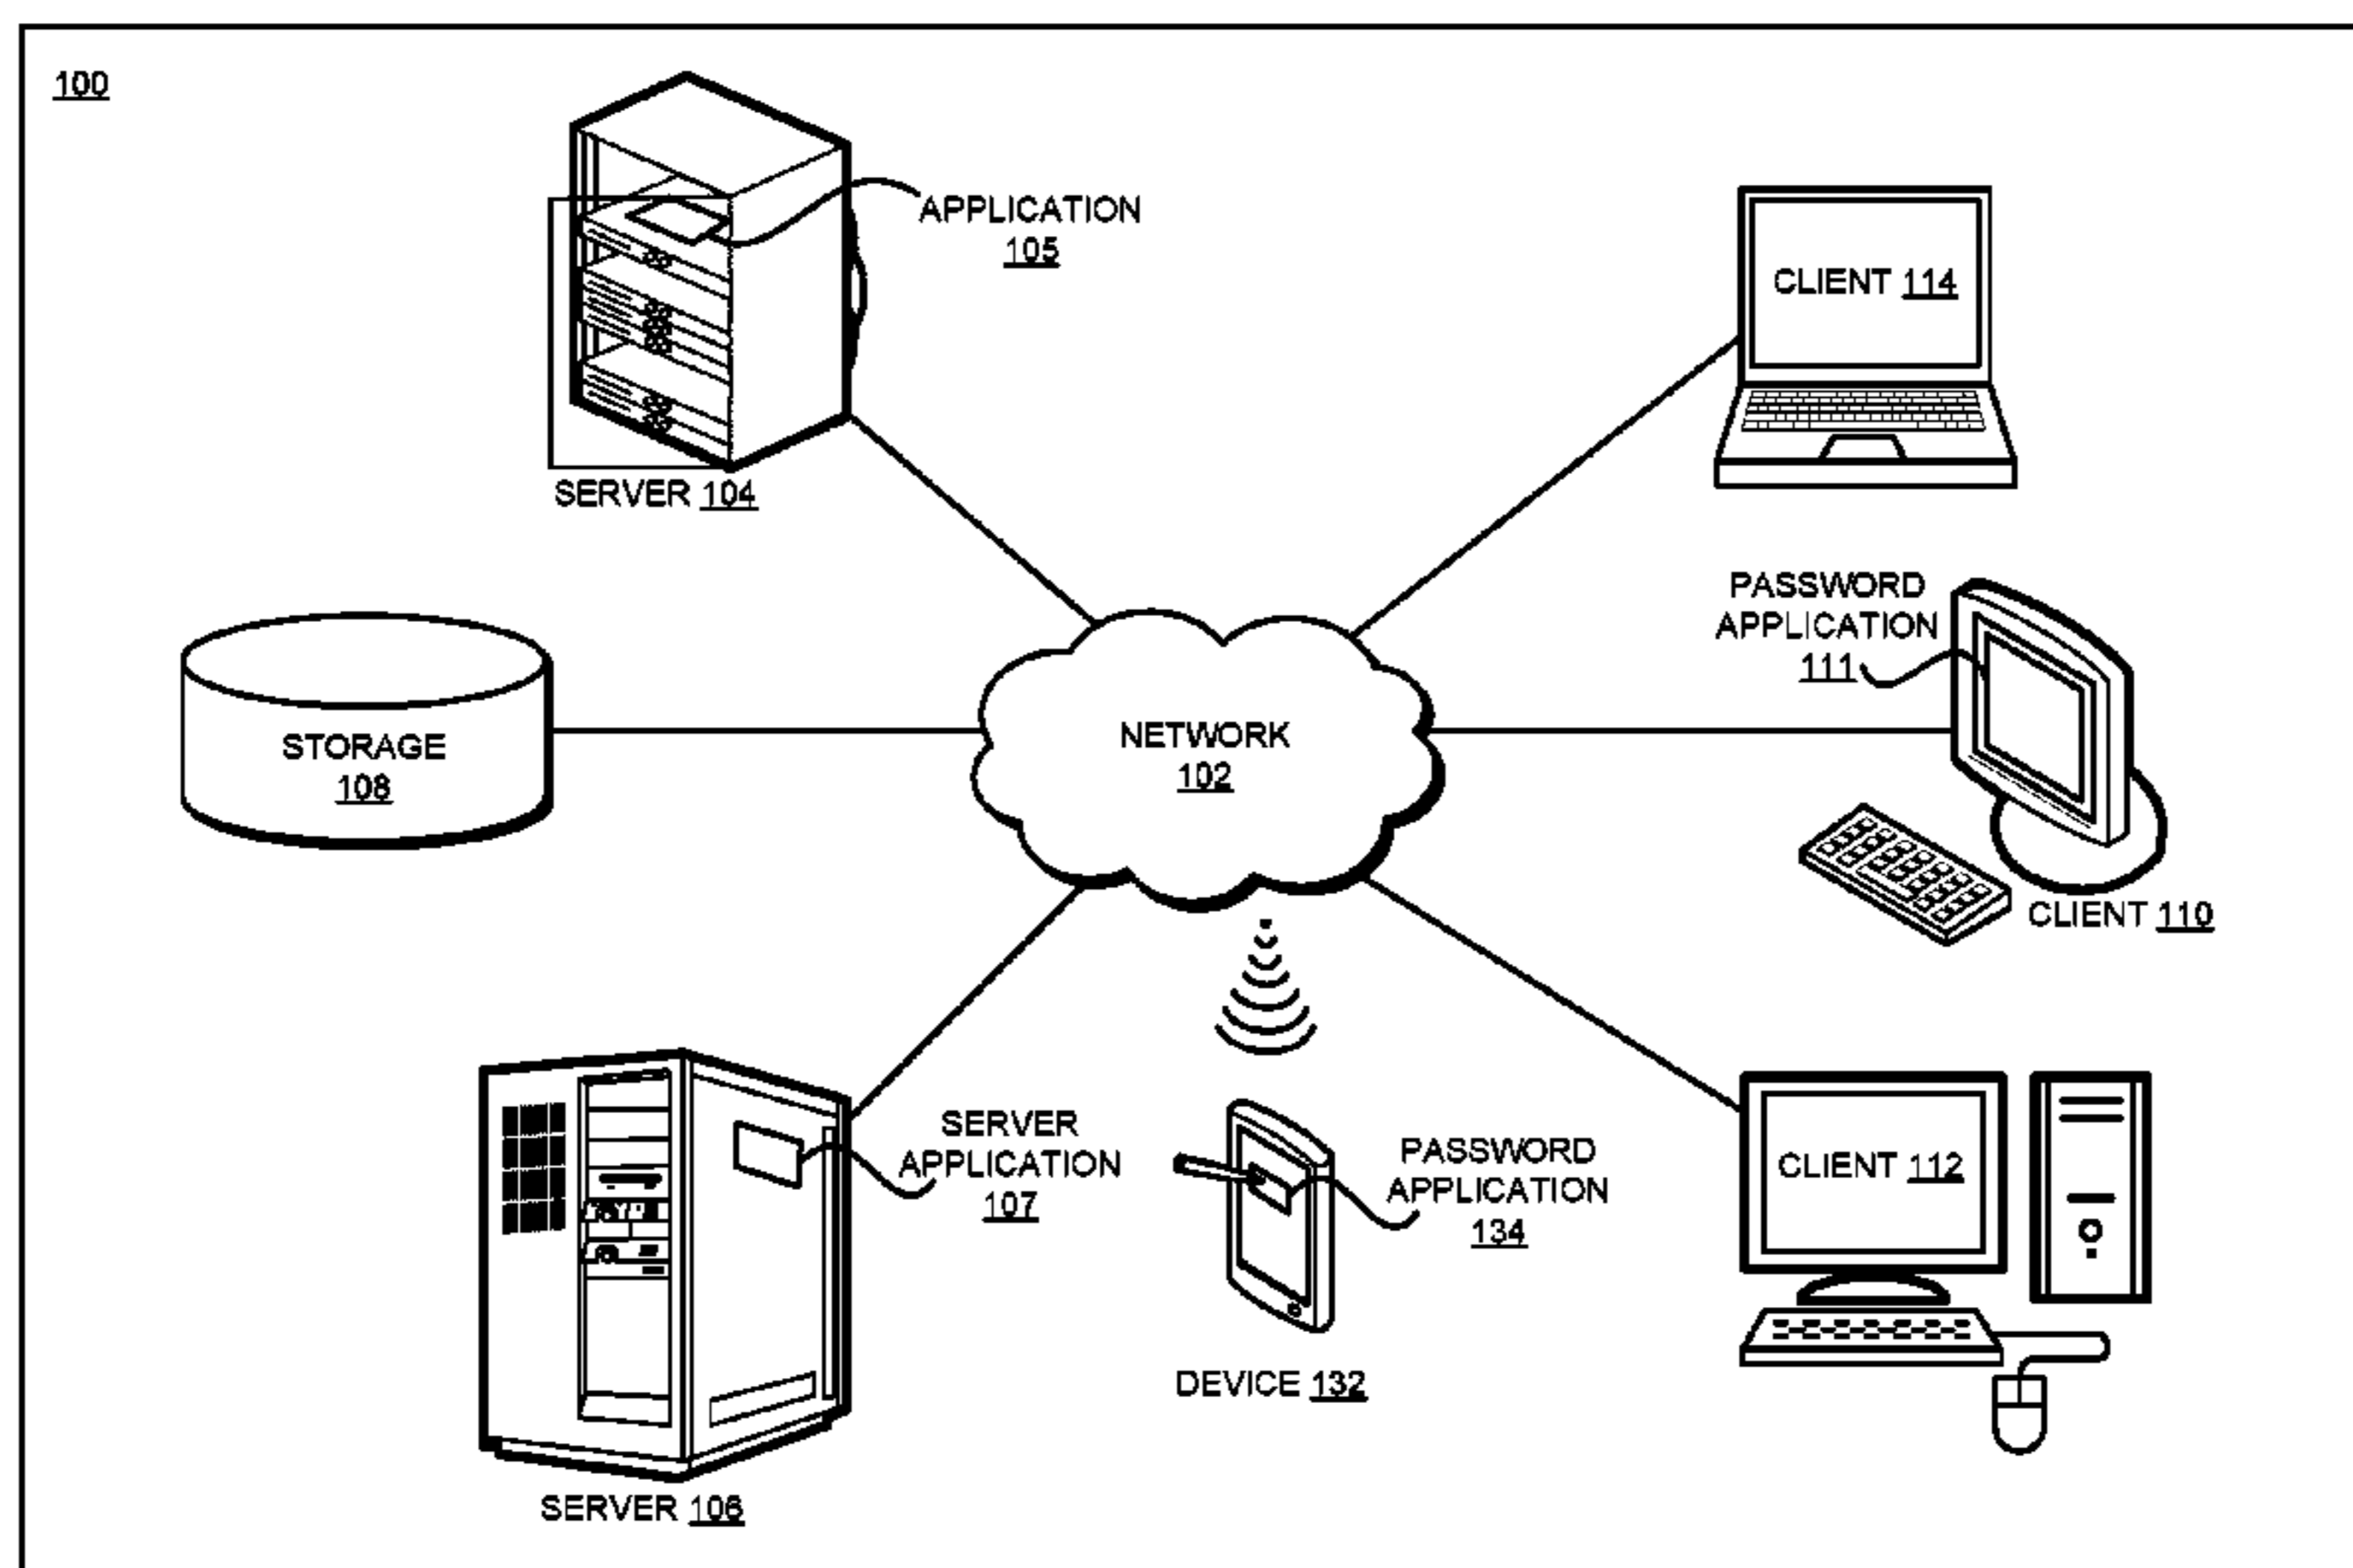 100
APPLICATION
105
CLIENT 114
SERVER 104
PASSWORD
APPLICATION
111
STORAGE
108
NETWORK
102
CLIENT 110
SERVER
APPLICATION
107
PASSWORD
APPLICATION
134
CLIENT 112
DEVICE 132
SERVER 106